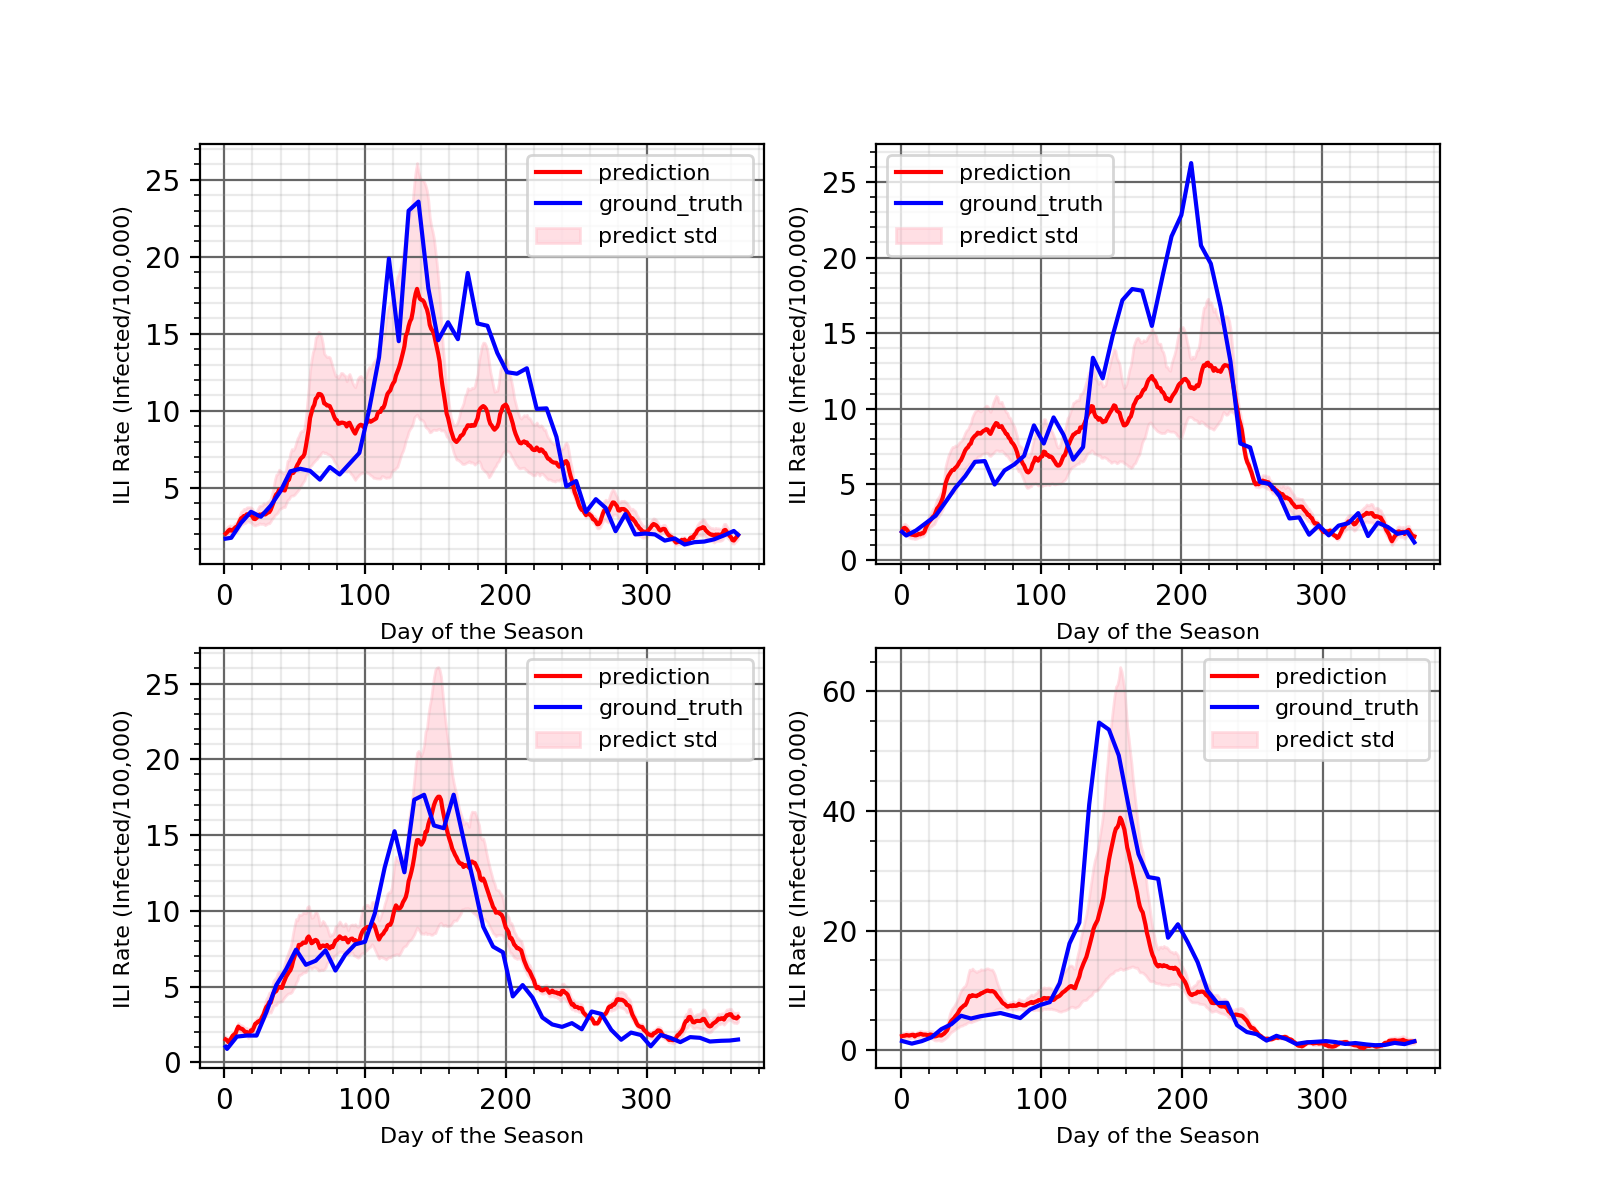 prediction
ground_truth
predict std
ILI Rate (Infected/100,000)
25
20
15
10
5
0
100
200
300
Day of the Season
prediction
ground_truth
predict std
ILI Rate (Infected/100,000)
25
20
15
10
5
0
0
100
200
300
Day of the Season
prediction
ground_truth
predict std
ILI Rate (Infected/100,000)
25
20
15
10
5
0
0
100
200
300
Day of the Season
prediction
ground_truth
predict std
ILI Rate (Infected/100,000)
60
40
20
0
0
100
200
300
Day of the Season